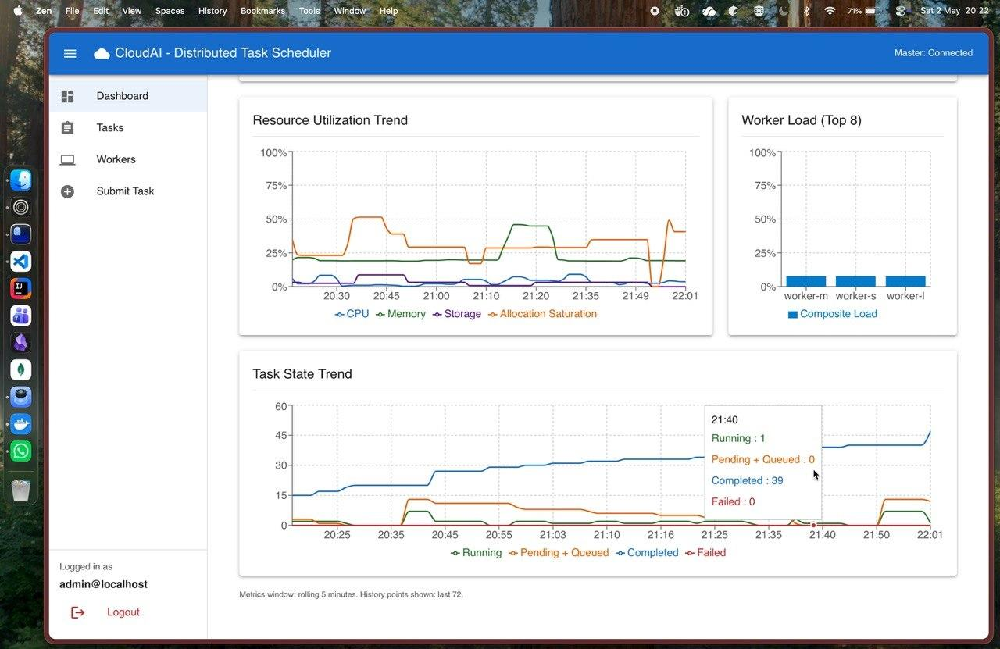 Zen File Edit View Spaces History Bookmarks Tools Window Help 71% Sat 2 May 20:22
CloudAI - Distributed Task Scheduler Master: Connected
Dashboard
Tasks
Workers
Submit Task
Resource Utilization Trend
100%
75%
50%
25%
0%
20:30 20:45 21:00 21:10 21:20 21:35 21:49 22:01
CPU Memory Storage Allocation Saturation
Worker Load (Top 8)
100%
75%
50%
25%
0%
worker-m worker-s worker-l
Composite Load
Task State Trend
60
45
30
15
0
21:40
Running : 1
Pending + Queued : 0
Completed : 39
Failed : 0
20:25 20:35 20:45 20:55 21:03 21:10 21:16 21:25 21:35 21:40 21:50 22:01
Running Pending + Queued Completed Failed
Metrics window: rolling 5 minutes. History points shown: last 72.
Logged in as
admin@localhost
Logout